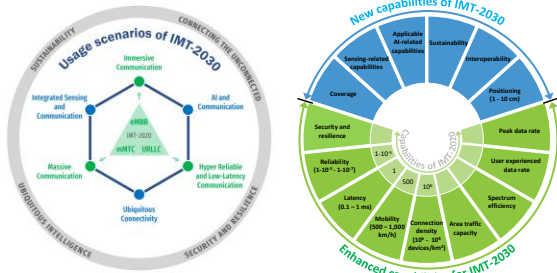 SUSTAINABILITY
CONNECTING THE UNCONNECTED
Usage scenarios of IMT-2030
Immersive
Communication
Integrated Sensing
and
Communication
AI and
Communication
eMBB
IMT-2020
mMTC URLLC
Massive
Communication
Hyper Reliable
and Low-Latency
Communication
Ubiquitous
Connectivity
UBIQUITOUS INTELLIGENCE
SECURITY AND RESILIENCE
New capabilities of IMT-2030
Coverage
Sensing-related
capabilities
Applicable
AI-related
capabilities
Sustainability
Interoperability
Positioning
(1 - 10 cm)
Security and
resilience
Reliability
(1-10⁻⁵ - 1-10⁻⁷)
Latency
(0.1 – 1 ms)
Mobility
(500 – 1,000
km/h)
Connection
density
(10⁶ - 10⁸
devices/km²)
Area traffic
capacity
Spectrum
efficiency
User experienced
data rate
Peak data rate
Capabilities of IMT-2020
1-10⁻⁵
1
500
10⁶
Enhanced
for IMT-2030